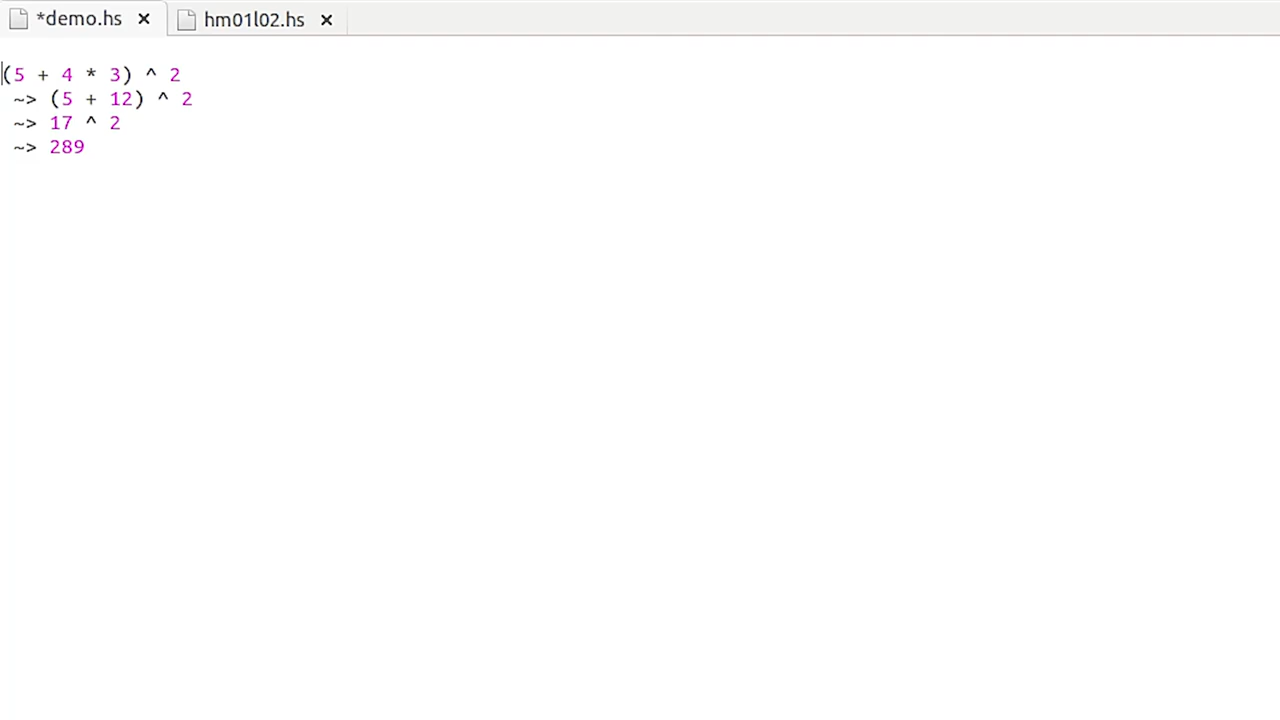 *demo.hs × hm01l02.hs ×
(5 + 4 * 3) ^ 2
~> (5 + 12) ^ 2
~> 17 ^ 2
~> 289